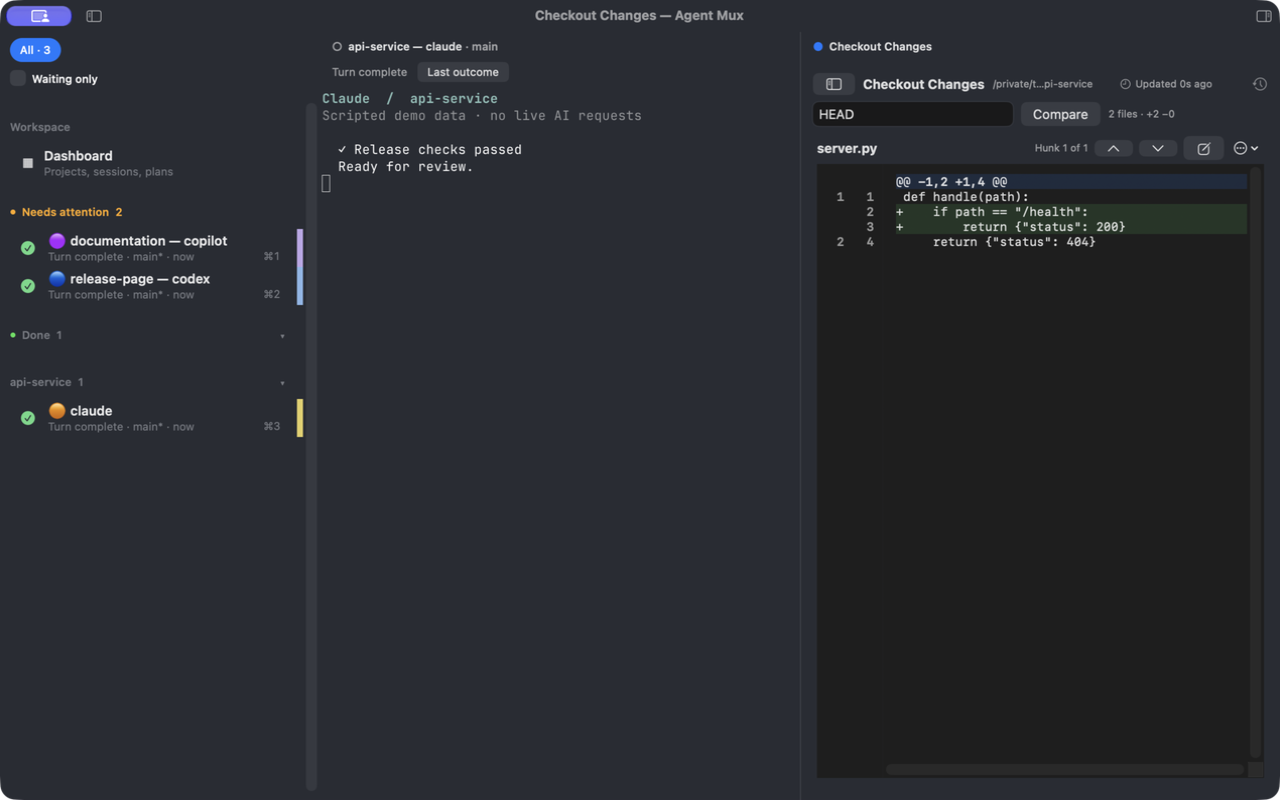 Checkout Changes — Agent Mux
All · 3
Waiting only
Workspace
Dashboard
Projects, sessions, plans
Needs attention 2
documentation — copilot
Turn complete · main* · now ⌘1
release-page — codex
Turn complete · main* · now ⌘2
Done 1
api-service 1
claude
Turn complete · main* · now ⌘3
api-service — claude · main
Turn complete Last outcome
Claude / api-service
Scripted demo data · no live AI requests
✓ Release checks passed
Ready for review.
Checkout Changes
Checkout Changes /private/t...pi-service Updated 0s ago
HEAD Compare 2 files · +2 −0
server.py Hunk 1 of 1
@@ -1,2 +1,4 @@
1 1 def handle(path):
2 + if path == "/health":
3 + return {"status": 200}
2 4 return {"status": 404}